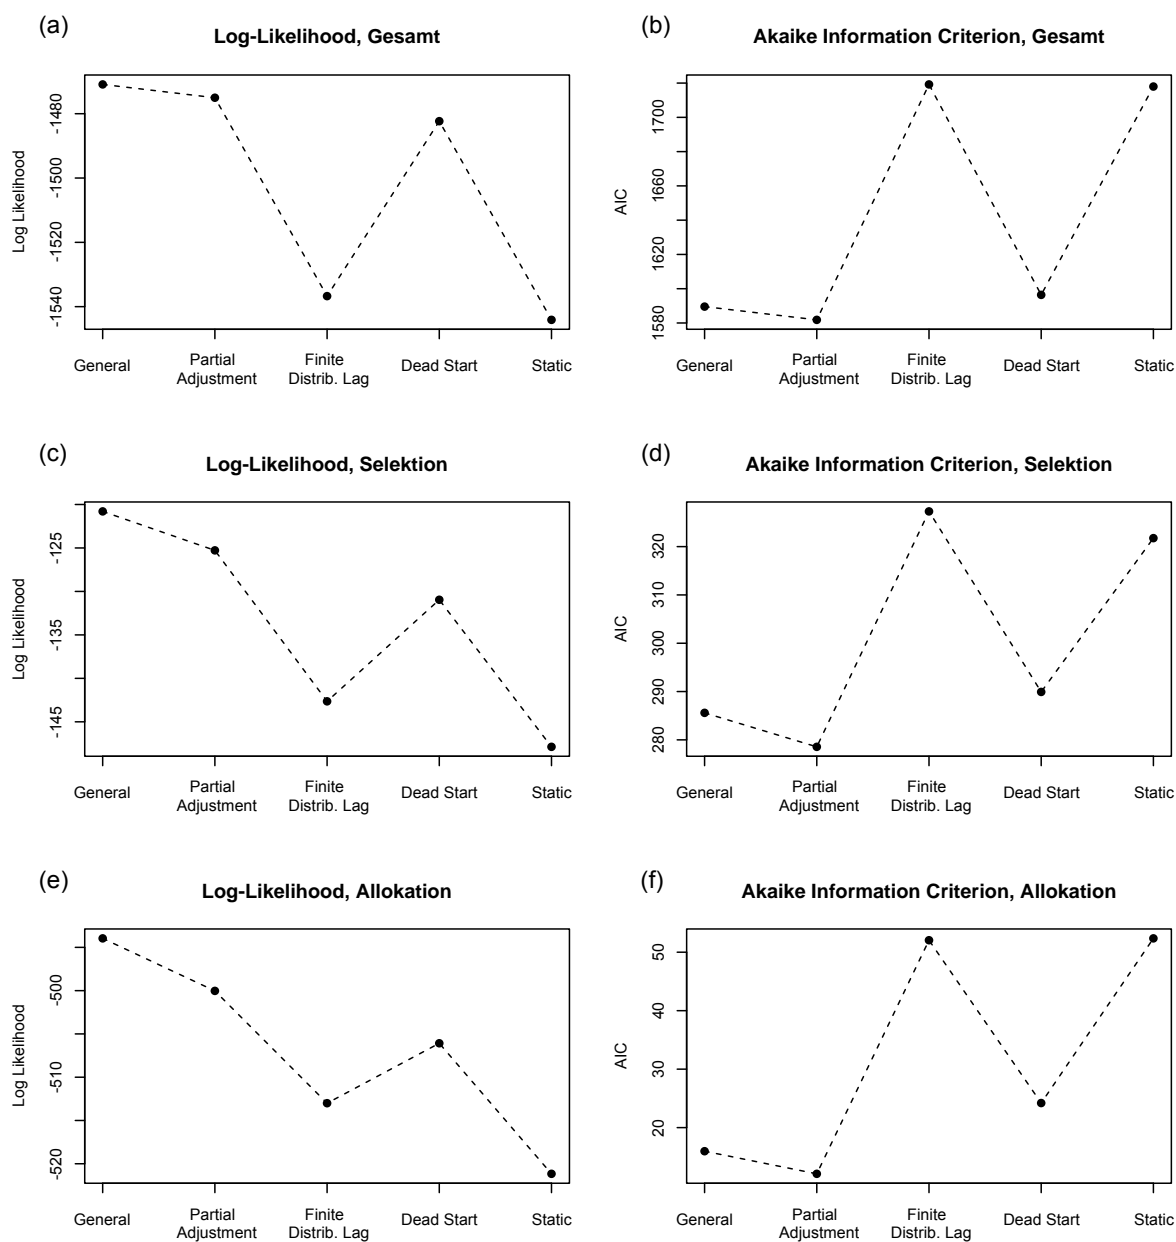 (a)
Log-Likelihood, Gesamt
Log Likelihood
-1480
-1500
-1520
-1540
General
Partial
Adjustment
Finite
Distrib. Lag
Dead Start
Static
(b)
Akaike Information Criterion, Gesamt
AIC
1700
1660
1620
1580
General
Partial
Adjustment
Finite
Distrib. Lag
Dead Start
Static
(c)
Log-Likelihood, Selektion
Log Likelihood
-125
-135
-145
General
Partial
Adjustment
Finite
Distrib. Lag
Dead Start
Static
(d)
Akaike Information Criterion, Selektion
AIC
320
310
300
290
280
General
Partial
Adjustment
Finite
Distrib. Lag
Dead Start
Static
(e)
Log-Likelihood, Allokation
Log Likelihood
-500
-510
-520
General
Partial
Adjustment
Finite
Distrib. Lag
Dead Start
Static
(f)
Akaike Information Criterion, Allokation
AIC
50
40
30
20
General
Partial
Adjustment
Finite
Distrib. Lag
Dead Start
Static